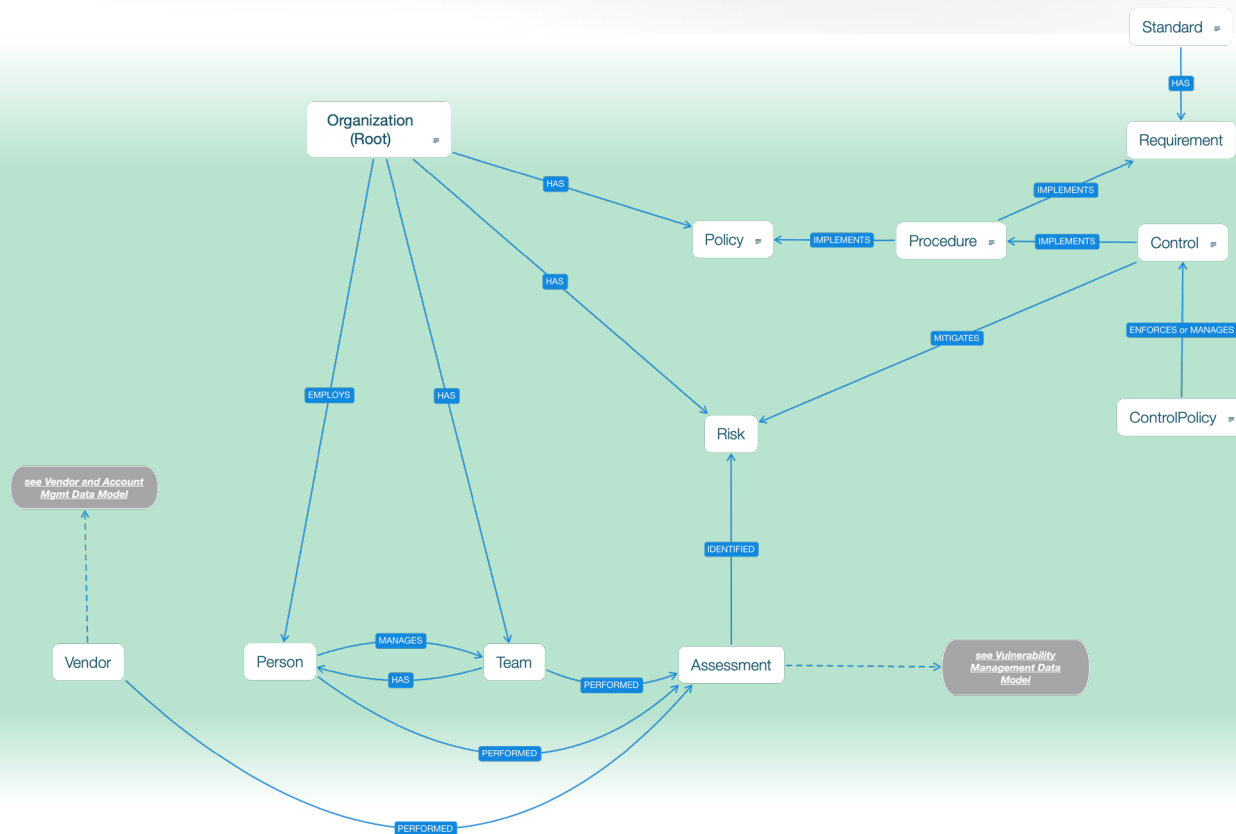 Standard
HAS
Organization
(Root)
Requirement
HAS
IMPLEMENTS
Policy
IMPLEMENTS
Procedure
IMPLEMENTS
Control
HAS
MITIGATES
ENFORCES or MANAGES
EMPLOYS
HAS
ControlPolicy
Risk
see Vendor and Account
Mgmt Data Model
IDENTIFIED
MANAGES
Vendor
Person
Team
Assessment
see Vulnerability
Management Data
Model
HAS
PERFORMED
PERFORMED
PERFORMED